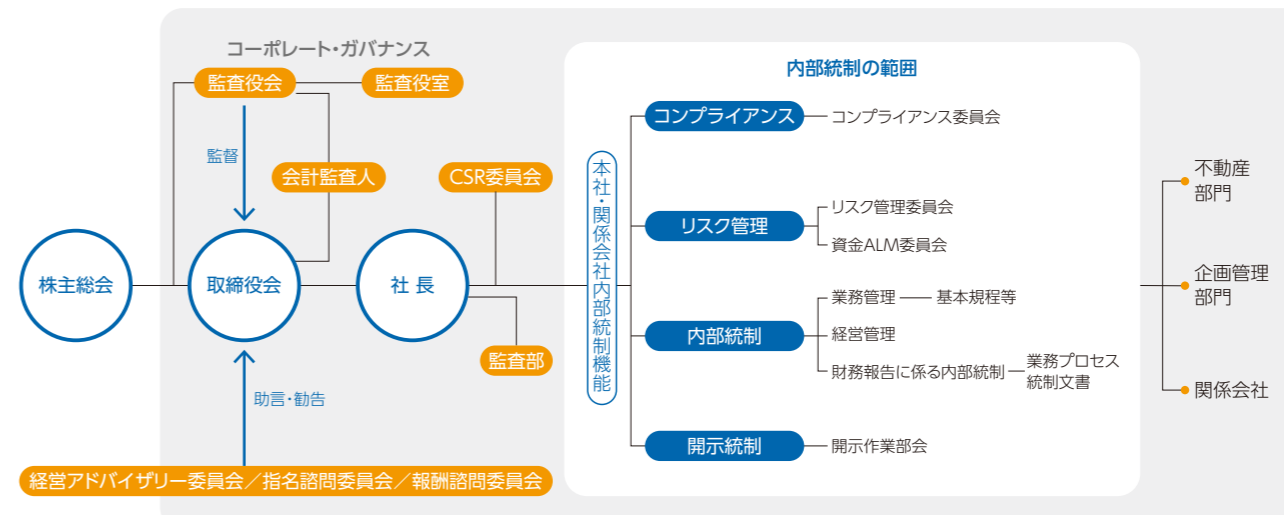 コーポレート・ガバナンス
監査役会
監査役室
監督
会計監査人
CSR委員会
株主総会
取締役会
社 長
監査部
助言・勧告
経営アドバイザリー委員会／指名諮問委員会／報酬諮問委員会
本社・関係会社内部統制機能
内部統制の範囲
コンプライアンス
コンプライアンス委員会
リスク管理
リスク管理委員会
資金ALM委員会
内部統制
業務管理
基本規程等
経営管理
財務報告に係る内部統制
業務プロセス
統制文書
開示統制
開示作業部会
不動産
部門
企画管理
部門
関係会社